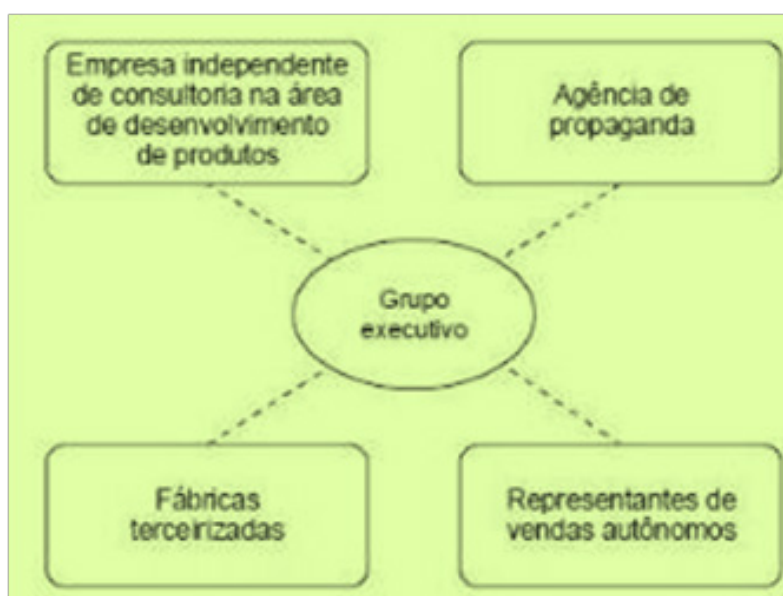 Empresa independente
de consultoria na área
de desenvolvimento
de produtos
Agência de
propaganda
Grupo
executivo
Fábricas
terceirizadas
Representantes de
vendas autônomos